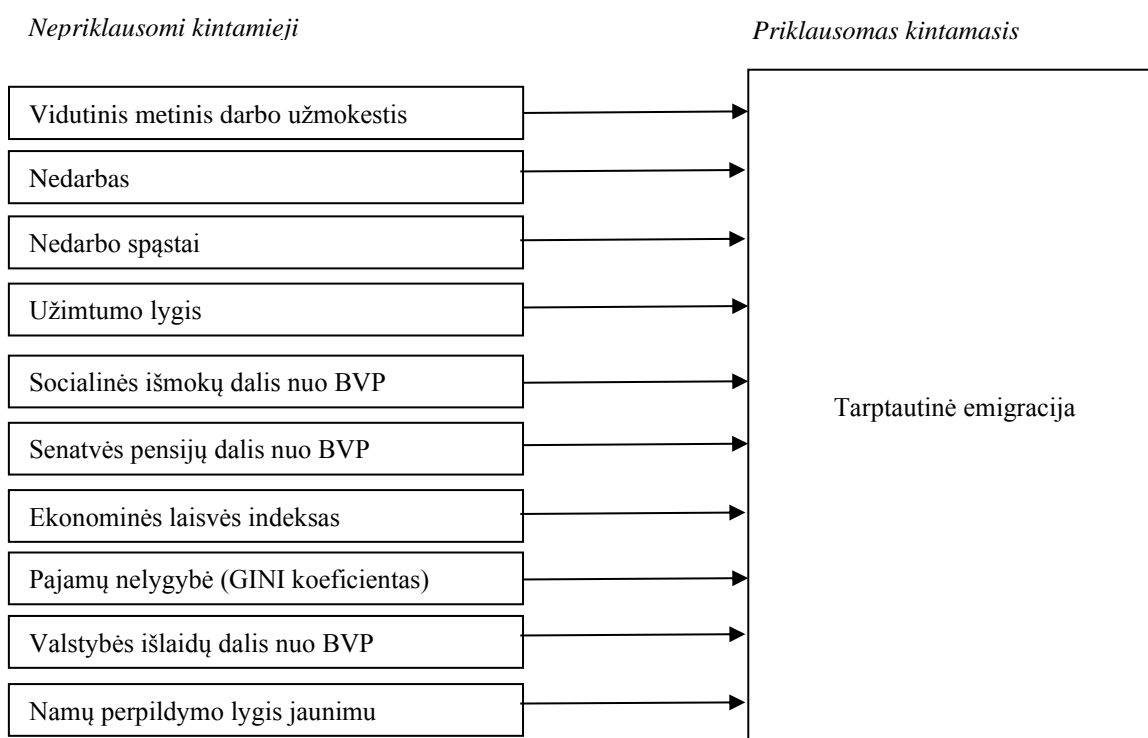 Nepriklausomi kintamieji
Priklausomas kintamasis
Vidutinis metinis darbo užmokestis
Nedarbas
Nedarbo spąstai
Užimtumo lygis
Socialinės išmokų dalis nuo BVP
Senatvės pensijų dalis nuo BVP
Ekonominės laisvės indeksas
Pajamų nelygybė (GINI koeficientas)
Valstybės išlaidų dalis nuo BVP
Namų perpildymo lygis jaunimu
Tarptautinė emigracija